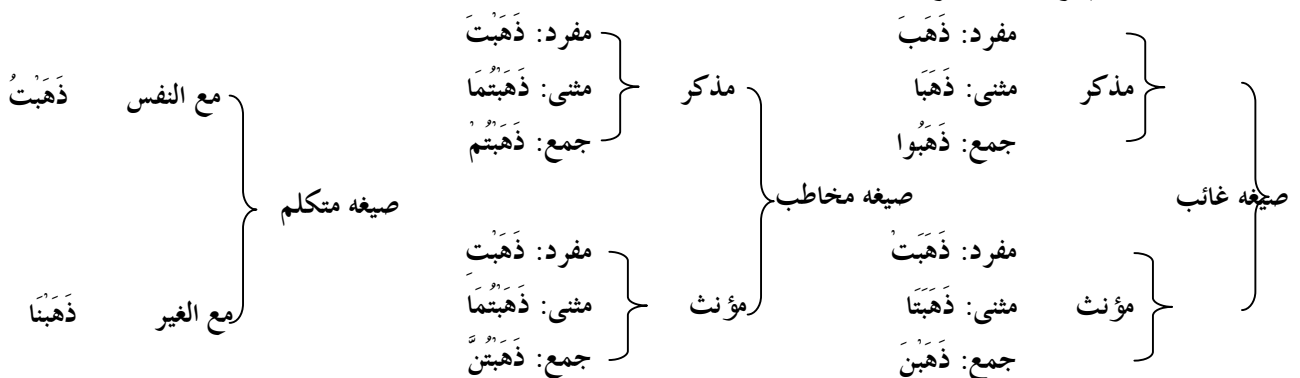 مفرد: ذَهَبَ مفرد: ذَهَبْتَ
مذكر مثنى: ذَهَبَا مذكر مثنى: ذَهَبْتُمَا مع النفس ذَهَبْتُ
جمع: ذَهَبُوا جمع: ذَهَبْتُمْ
صيغه غائب صيغه مخاطب صيغه متكلم
مفرد: ذَهَبَتْ مفرد: ذَهَبْتِ
مؤنث مثنى: ذَهَبَتَا مؤنث مثنى: ذَهَبْتُمَا مع الغير ذَهَبْنَا
جمع: ذَهَبْنَ جمع: ذَهَبْتُنَّ